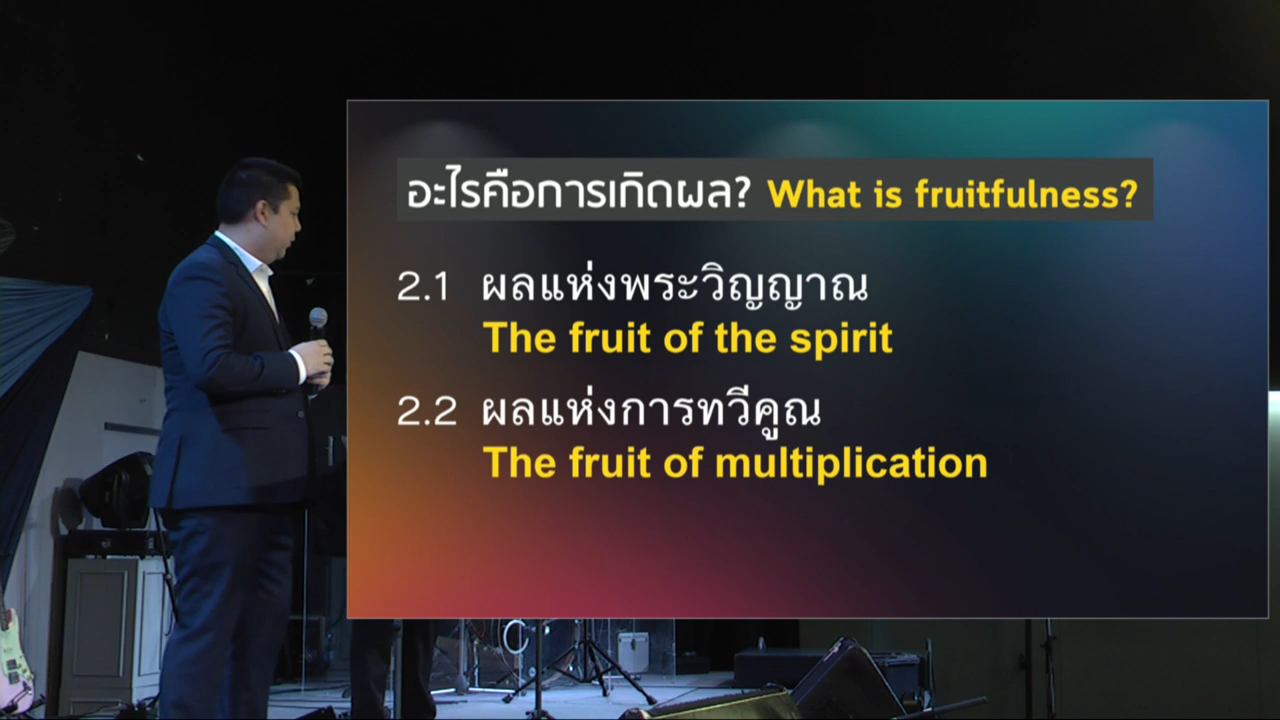 อะไรคือการเกิดผล? What is fruitfulness?
2.1 ผลแห่งพระวิญญาณ
The fruit of the spirit
2.2 ผลแห่งการทวีคูณ
The fruit of multiplication